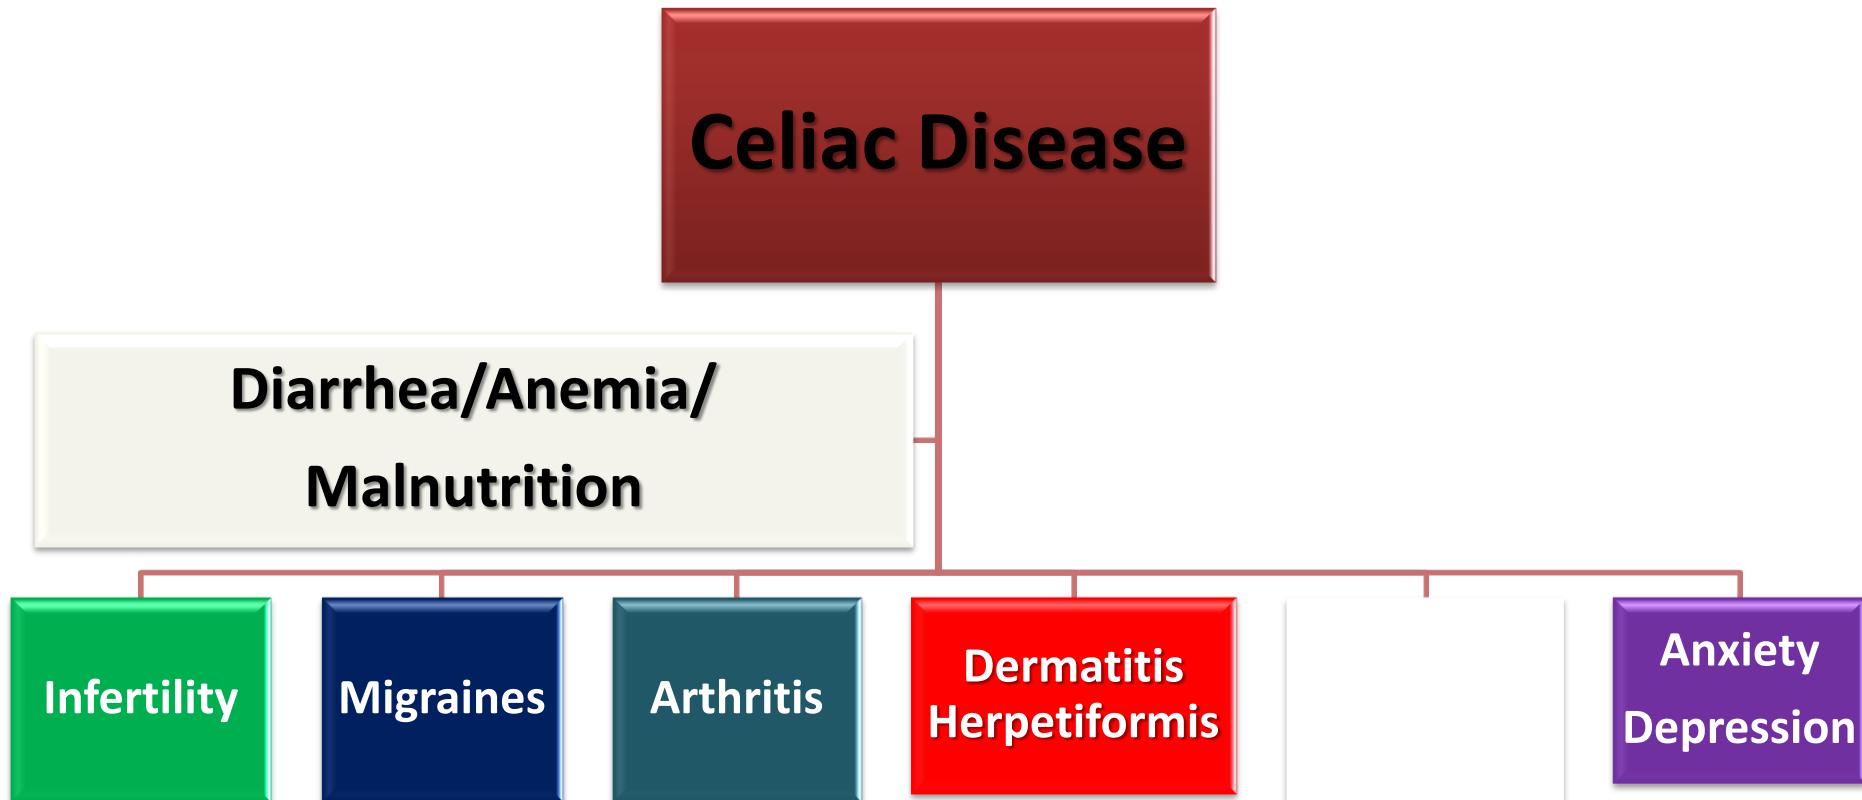 Celiac Disease
Diarrhea/Anemia/
Malnutrition
Infertility
Migraines
Arthritis
Dermatitis
Herpetiformis
Anxiety
Depression